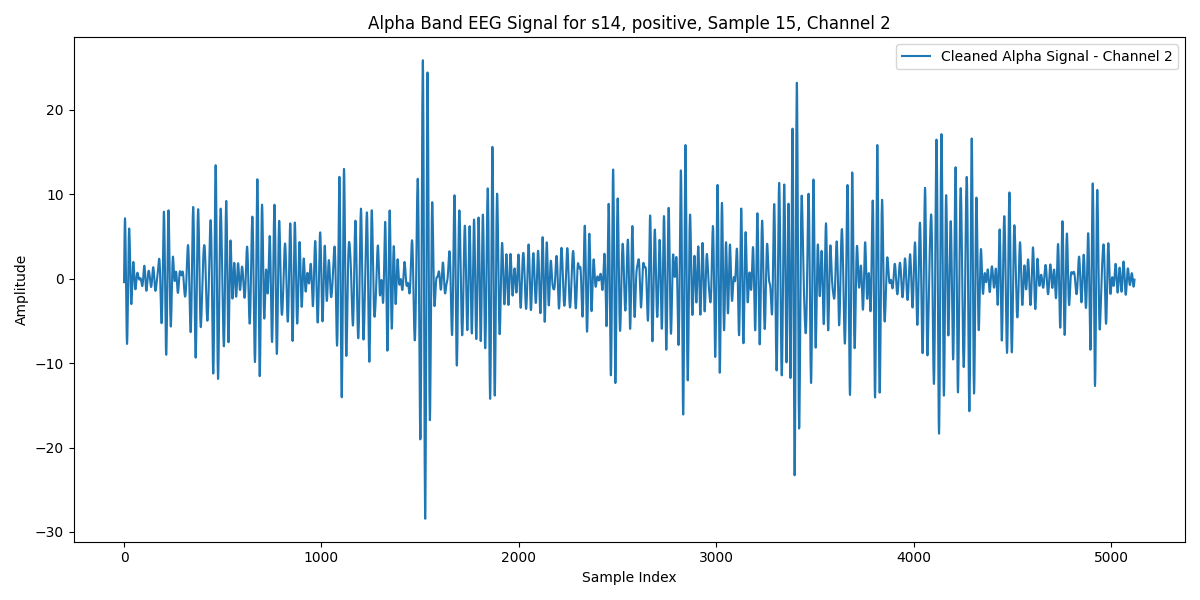 Alpha Band EEG Signal for s14, positive, Sample 15, Channel 2
Cleaned Alpha Signal - Channel 2
Amplitude
20
10
0
−10
−20
−30
0 1000 2000 3000 4000 5000
Sample Index